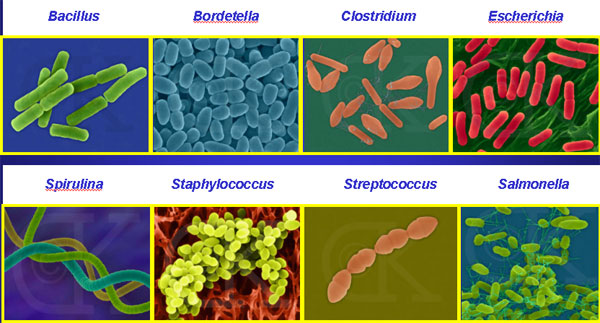 Bacillus Bordetella Clostridium Escherichia
Spirulina Staphylococcus Streptococcus Salmonella